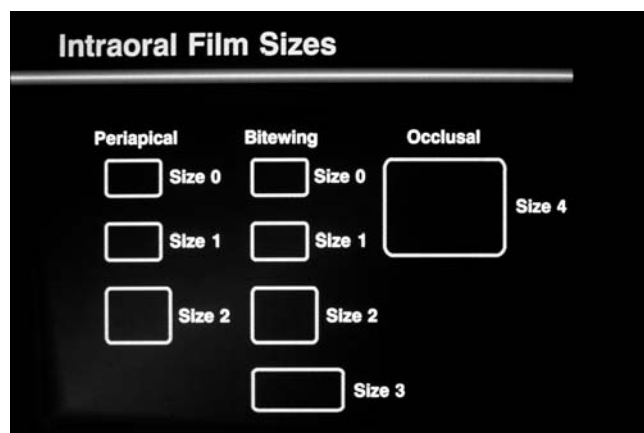 Intraoral Film Sizes
Periapical Bitewing Occlusal
Size 0 Size 0
Size 4
Size 1 Size 1
Size 2 Size 2
Size 3